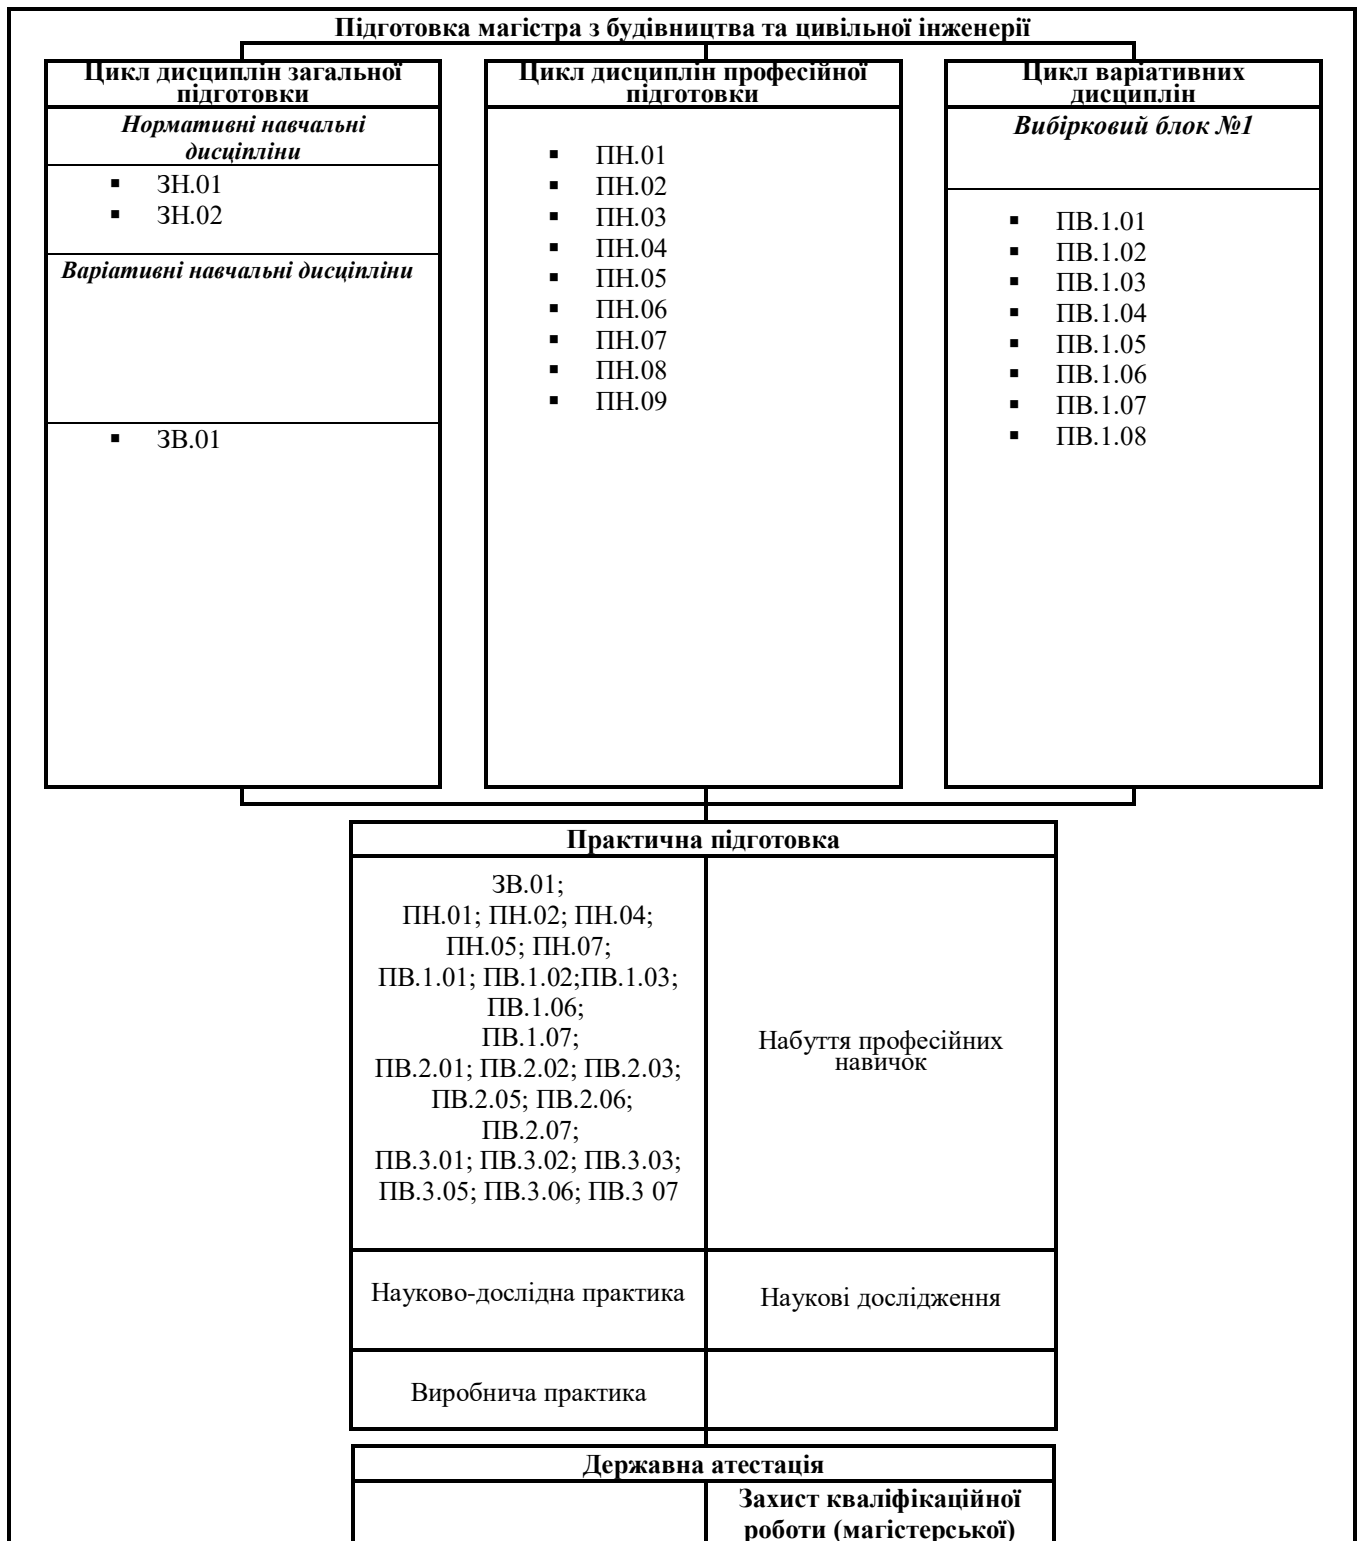 Підготовка магістра з будівництва та цивільної інженерії
Цикл дисциплін загальної
підготовки
Нормативні навчальні
дисціпліни
▪ ЗН.01
▪ ЗН.02
Варіативні навчальні дисціпліни
▪ ЗВ.01
Цикл дисциплін професійної
підготовки
▪ ПН.01
▪ ПН.02
▪ ПН.03
▪ ПН.04
▪ ПН.05
▪ ПН.06
▪ ПН.07
▪ ПН.08
▪ ПН.09
Цикл варіативних
дисциплін
Вибірковий блок №1
▪ ПВ.1.01
▪ ПВ.1.02
▪ ПВ.1.03
▪ ПВ.1.04
▪ ПВ.1.05
▪ ПВ.1.06
▪ ПВ.1.07
▪ ПВ.1.08
Практична підготовка
ЗВ.01;
ПН.01; ПН.02; ПН.04;
ПН.05; ПН.07;
ПВ.1.01; ПВ.1.02;ПВ.1.03;
ПВ.1.06;
ПВ.1.07;
ПВ.2.01; ПВ.2.02; ПВ.2.03;
ПВ.2.05; ПВ.2.06;
ПВ.2.07;
ПВ.3.01; ПВ.3.02; ПВ.3.03;
ПВ.3.05; ПВ.3.06; ПВ.3 07
Набуття професійних
навичок
Науково-дослідна практика
Наукові дослідження
Виробнича практика
Державна атестація
Захист кваліфікаційної
роботи (магістерської)